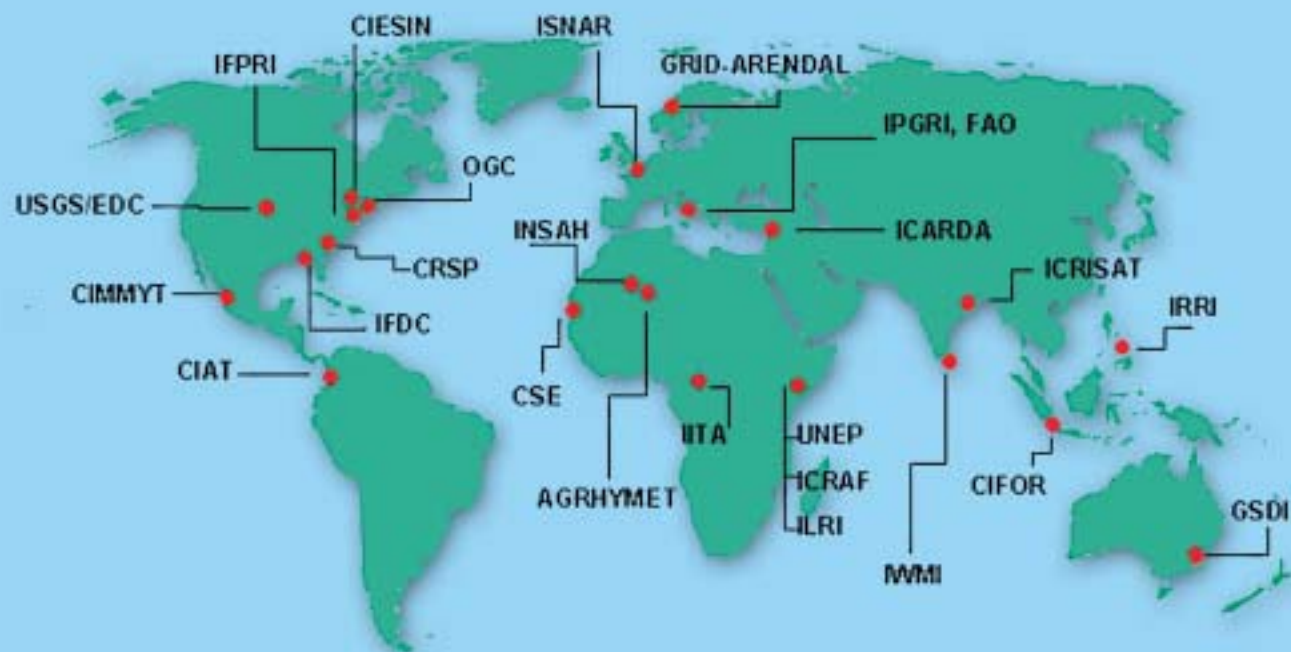 CIESIN
ISNAR
IFPRI
GRID-ARENDAL
IPGRI, FAO
OGC
USGS/EDC
INSAH
ICARDA
CRSP
ICRISAT
CIMMYT
IFDC
IRRI
CIAT
CSE
IITA
UNEP
AGRHYMET
ICRAF
CIFOR
GSDI
ILRI
IWMI